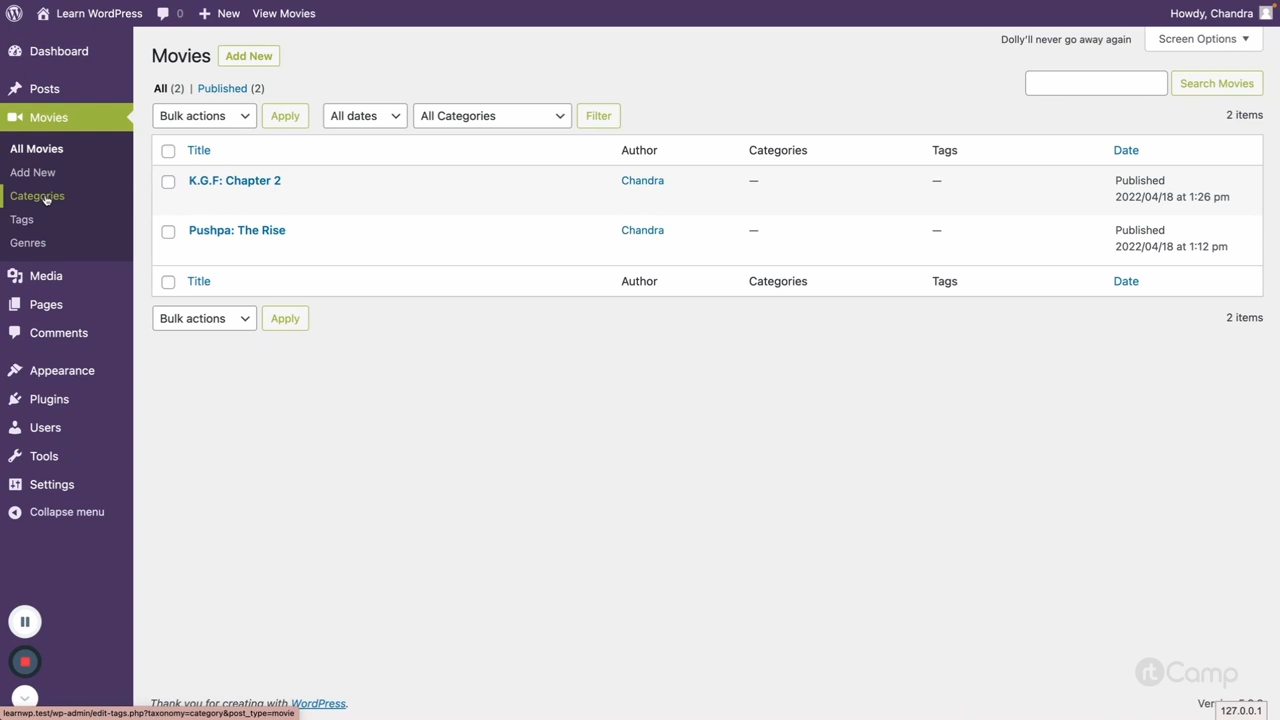 Learn WordPress 0 + New View Movies Howdy, Chandra
Dashboard
Posts
Movies
All Movies
Add New
Categories
Tags
Genres
Media
Pages
Comments
Appearance
Plugins
Users
Tools
Settings
Collapse menu
Dolly'll never go away again Screen Options
Movies Add New
All (2) | Published (2)
Search Movies
Bulk actions Apply All dates All Categories Filter 2 items
Title Author Categories Tags Date
K.G.F: Chapter 2 Chandra — — Published
2022/04/18 at 1:26 pm
Pushpa: The Rise Chandra — — Published
2022/04/18 at 1:12 pm
Title Author Categories Tags Date
Bulk actions Apply 2 items
rtCamp
Thank you for creating with WordPress.
learnwp.test/wp-admin/edit-tags.php?taxonomy=category&post_type=movie
127.0.0.1